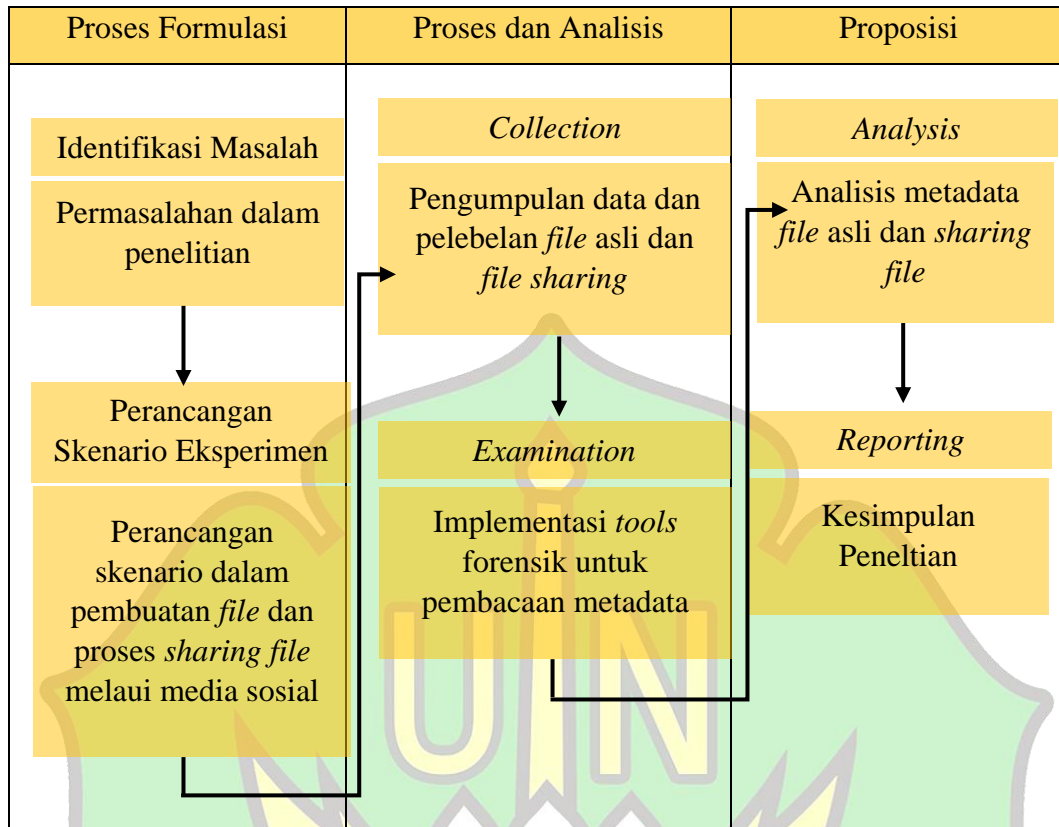 Proses Formulasi
Proses dan Analisis
Proposisi
Identifikasi Masalah
Permasalahan dalam
penelitian
Perancangan
Skenario Eksperimen
Perancangan
skenario dalam
pembuatan file dan
proses sharing file
melaui media sosial
Collection
Pengumpulan data dan
pelebelan file asli dan
file sharing
Examination
Implementasi tools
forensik untuk
pembacaan metadata
Analysis
Analisis metadata
file asli dan sharing
file
Reporting
Kesimpulan
Peneltian
UIN